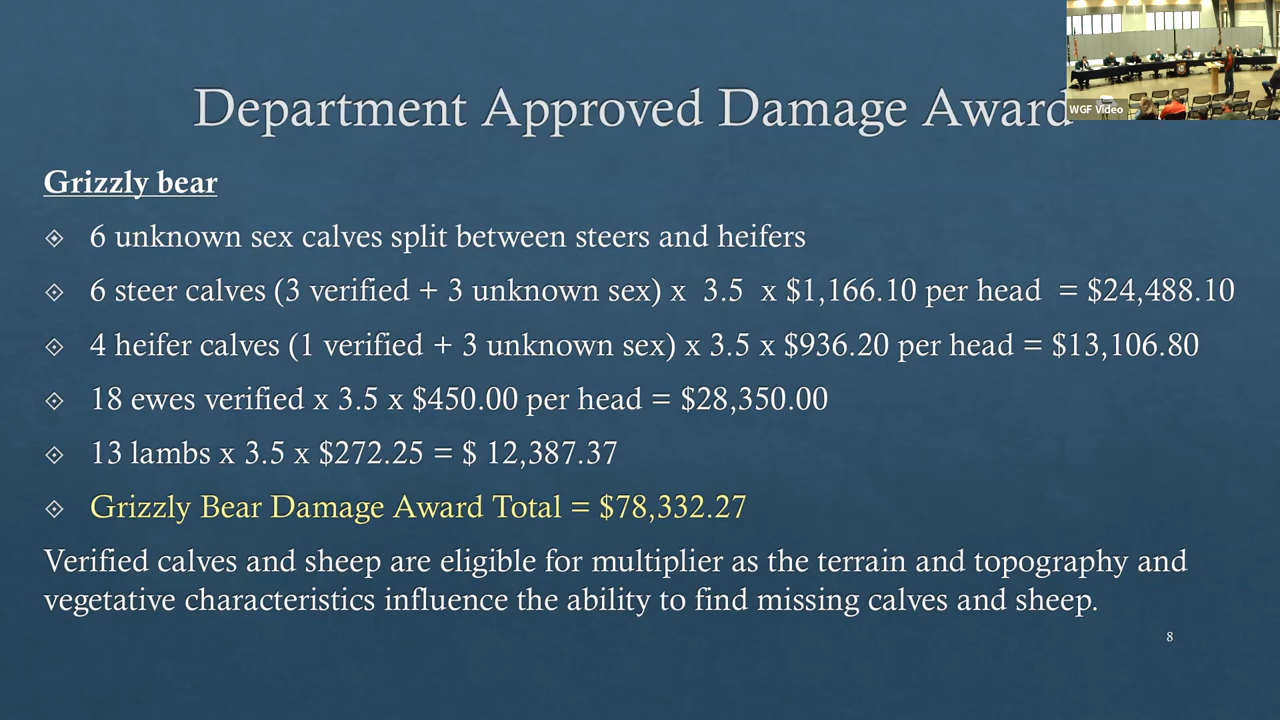 Department Approved Damage Award
WGF Video
Grizzly bear
6 unknown sex calves split between steers and heifers
6 steer calves (3 verified + 3 unknown sex) x 3.5 x $1,166.10 per head = $24,488.10
4 heifer calves (1 verified + 3 unknown sex) x 3.5 x $936.20 per head = $13,106.80
18 ewes verified x 3.5 x $450.00 per head = $28,350.00
13 lambs x 3.5 x $272.25 = $ 12,387.37
Grizzly Bear Damage Award Total = $78,332.27
Verified calves and sheep are eligible for multiplier as the terrain and topography and
vegetative characteristics influence the ability to find missing calves and sheep.
8